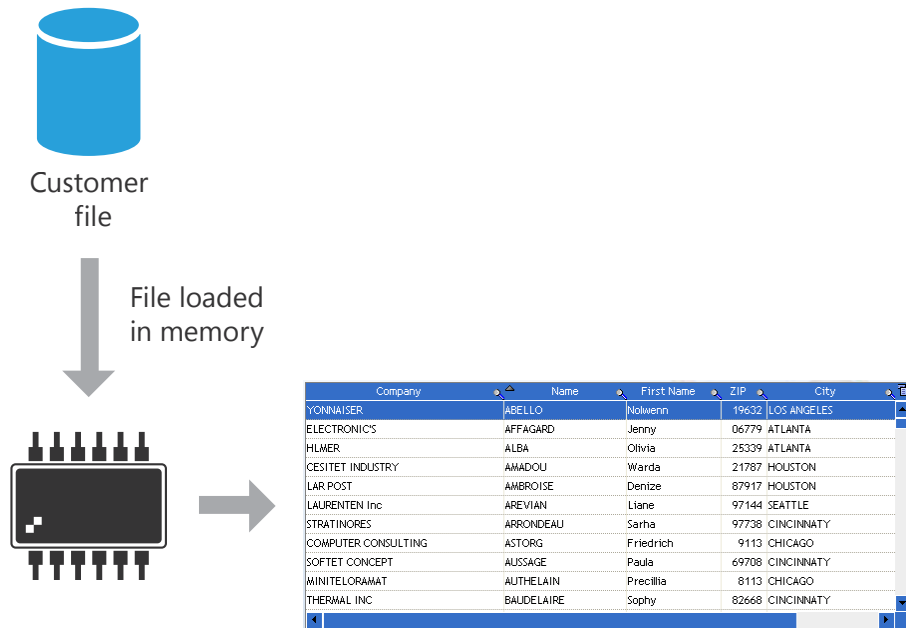 Customer
file
File loaded
in memory
Company Name First Name ZIP City
YONNAISER ABELLO Nolwenn 19632 LOS ANGELES
ELECTRONIC'S AFFAGARD Jenny 06779 ATLANTA
HLMER ALBA Olivia 25339 ATLANTA
CESITET INDUSTRY AMADOU Warda 21787 HOUSTON
LAR POST AMBROISE Denize 87917 HOUSTON
LAURENTEN Inc AREVIAN Liane 97144 SEATTLE
STRATINORES ARRONDEAU Sarha 97738 CINCINNATY
COMPUTER CONSULTING ASTORG Friedrich 9113 CHICAGO
SOFTET CONCEPT AUSSAGE Paula 69708 CINCINNATY
MINITELORAMAT AUTHELAIN Precillia 8113 CHICAGO
THERMAL INC BAUDELAIRE Sophy 82668 CINCINNATY